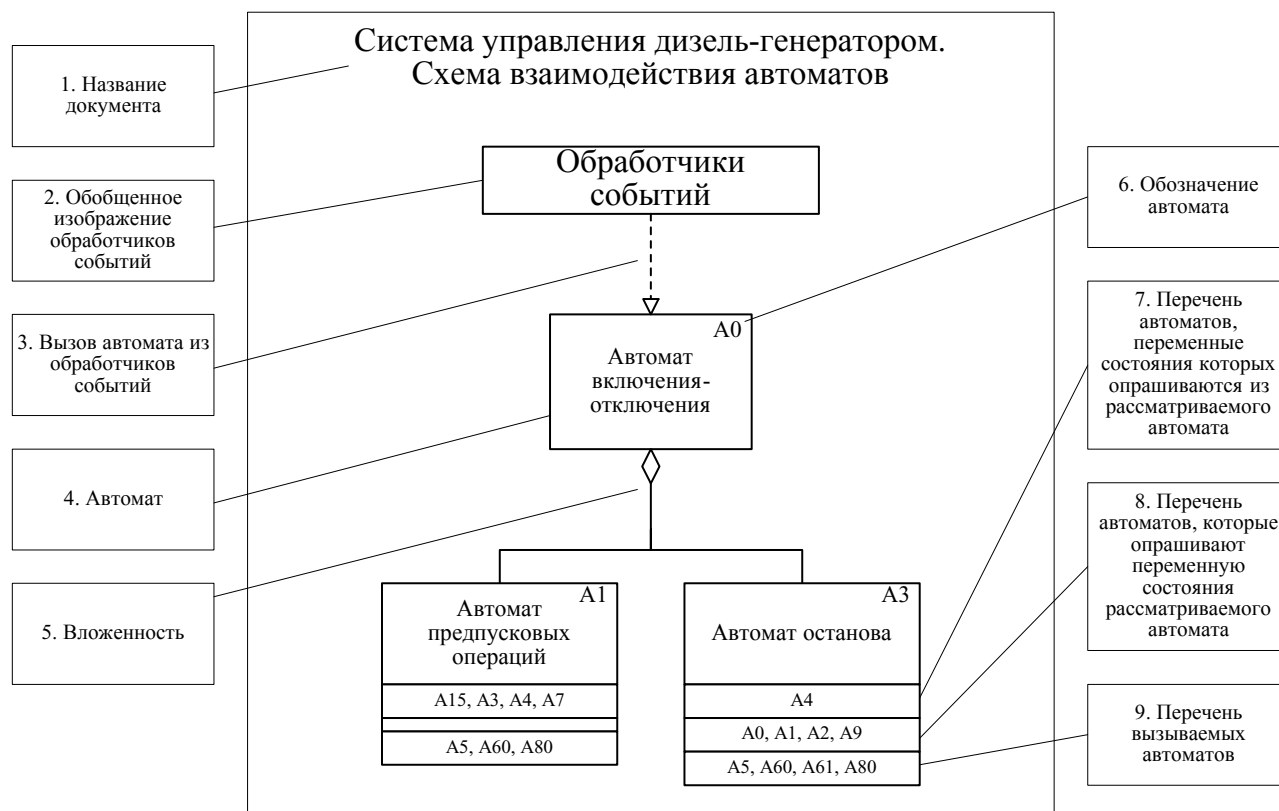 Система управления дизель-генератором.
Схема взаимодействия автоматов
1. Название
документа
Обработчики
событий
2. Обобщенное
изображение
обработчиков
событий
3. Вызов автомата из
обработчиков
событий
A0
Автомат
включения-
отключения
4. Автомат
5. Вложенность
A1
Автомат
предпусковых
операций
A15, A3, A4, A7
A5, A60, A80
A3
Автомат останова
A4
A0, A1, A2, A9
A5, A60, A61, A80
6. Обозначение
автомата
7. Перечень
автоматов,
переменные
состояния которых
опрашиваются из
рассматриваемого
автомата
8. Перечень
автоматов, которые
опрашивают
переменную
состояния
рассматриваемого
автомата
9. Перечень
вызываемых
автоматов